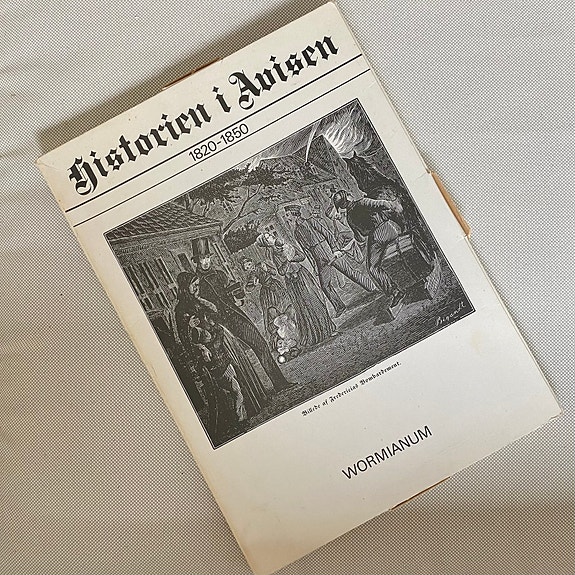 Historien i Avisen
1820-1850
Billede af Fredericias Bombardement.
WORMIANUM